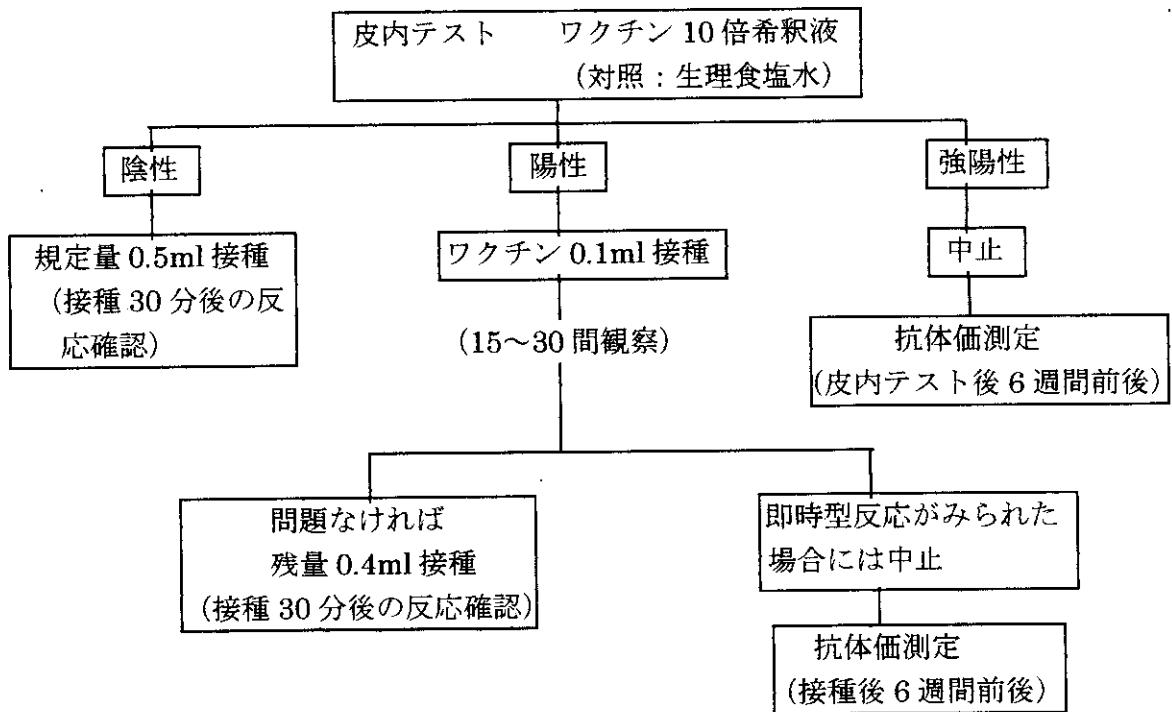 皮内テスト　　ワクチン 10 倍希釈液
(対照：生理食塩水)
陰性
陽性
強陽性
規定量 0.5ml 接種
(接種 30 分後の反
応確認)
ワクチン 0.1ml 接種
中止
(15～30 間観察)
抗体価測定
(皮内テスト後 6 週間前後)
問題なければ
残量 0.4ml 接種
(接種 30 分後の反応確認)
即時型反応がみられた
場合には中止
抗体価測定
(接種後 6 週間前後)